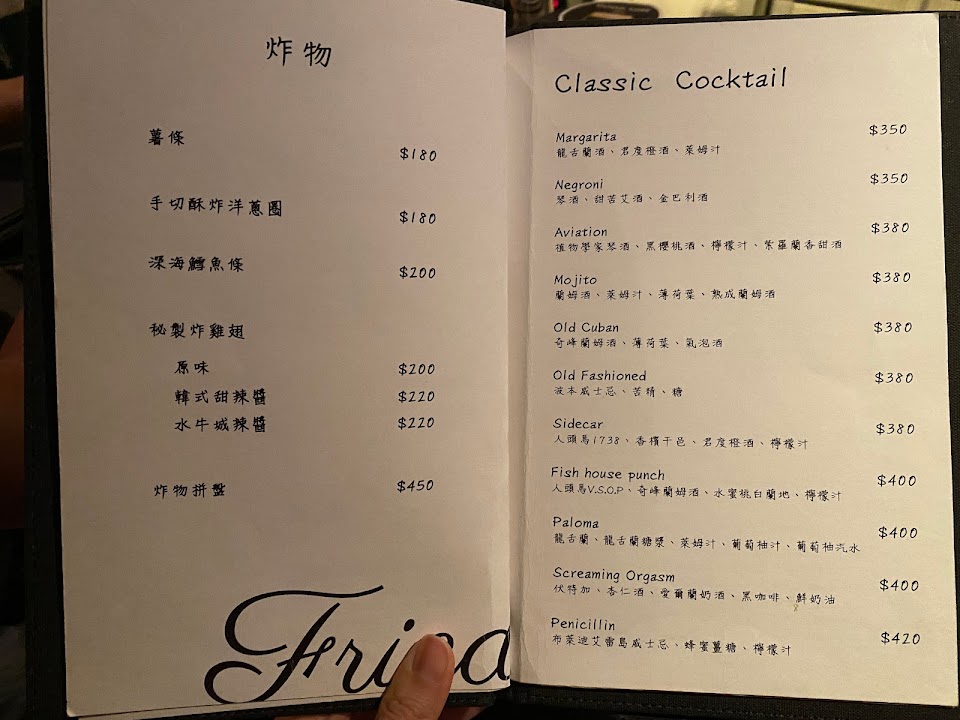 炸物
薯條
$180
手切酥炸洋蔥圈
$180
深海鱈魚條
$200
秘製炸雞翅
原味 $200
韓式甜辣醬 $220
水牛城辣醬 $220
炸物拼盤 $450
Fried
Classic Cocktail
Margarita $350
龍舌蘭酒、君度橙酒、萊姆汁
Negroni $350
琴酒、甜苦艾酒、金巴利酒
Aviation $380
植物學家琴酒、黑櫻桃酒、檸檬汁、紫羅蘭香甜酒
Mojito $380
蘭姆酒、萊姆汁、薄荷葉、熟成蘭姆酒
Old Cuban $380
奇峰蘭姆酒、薄荷葉、氣泡酒
Old Fashioned $380
波本威士忌、苦精、糖
Sidecar $380
人頭馬1738、香檳干邑、君度橙酒、檸檬汁
Fish house punch $400
人頭馬V.S.O.P、奇峰蘭姆酒、水蜜桃白蘭地、檸檬汁
Paloma $400
龍舌蘭、龍舌蘭糖漿、萊姆汁、葡萄柚汁、葡萄柚汽水
Screaming Orgasm $400
伏特加、杏仁酒、愛爾蘭奶酒、黑咖啡、鮮奶油
Penicillin $420
布萊迪艾雷島威士忌、蜂蜜薑糖、檸檬汁